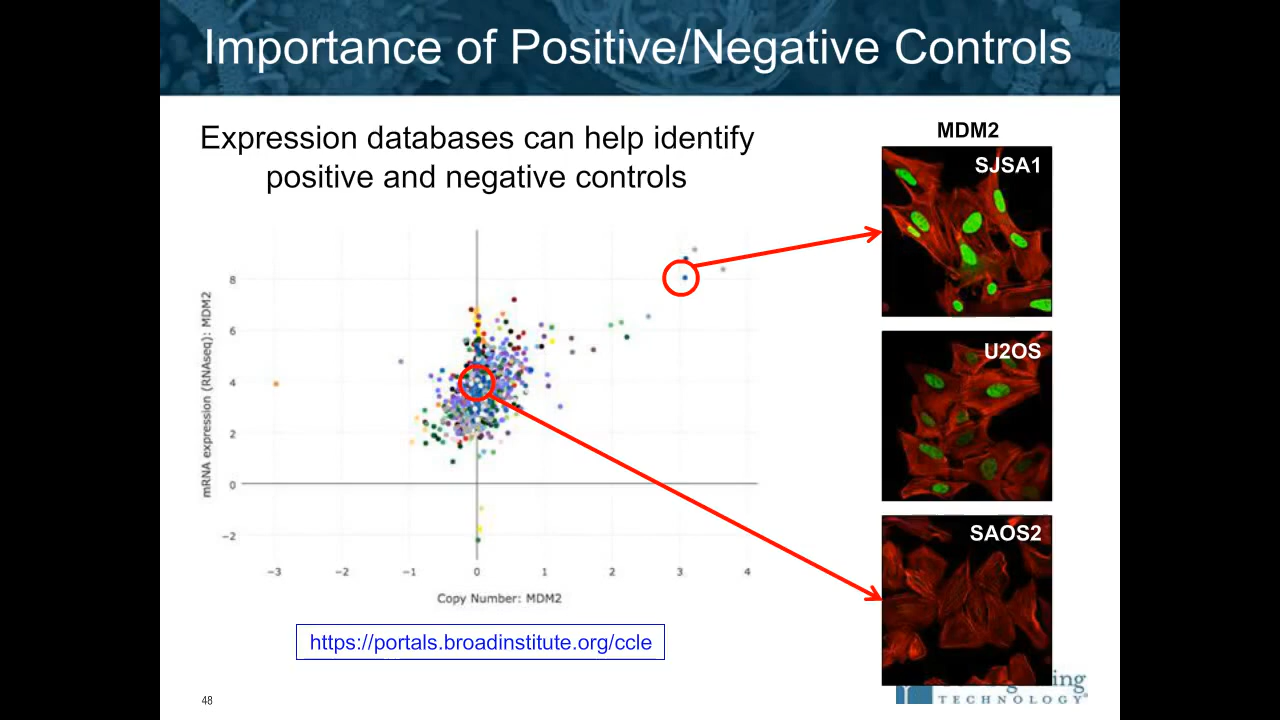 Importance of Positive/Negative Controls
Expression databases can help identify
positive and negative controls
MDM2
SJSA1
U2OS
SAOS2
mRNA expression (RNAseq): MDM2
8
6
4
2
0
−2
−3
−2
−1
0
1
2
3
4
Copy Number: MDM2
https://portals.broadinstitute.org/ccle
48
TECHNOLOGY®